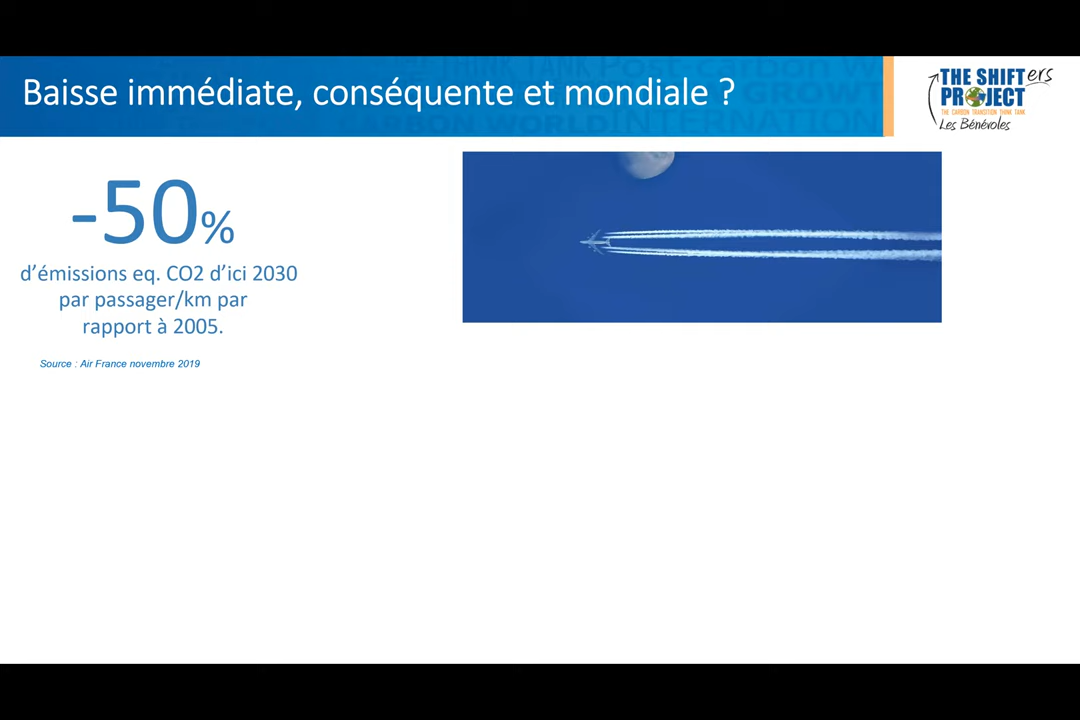 Baisse immédiate, conséquente et mondiale ?
THE SHIFTers
PROJECT
THE CARBON TRANSITION THINK TANK
Les Bénévoles
-50%
d’émissions eq. CO2 d’ici 2030
par passager/km par
rapport à 2005.
Source : Air France novembre 2019